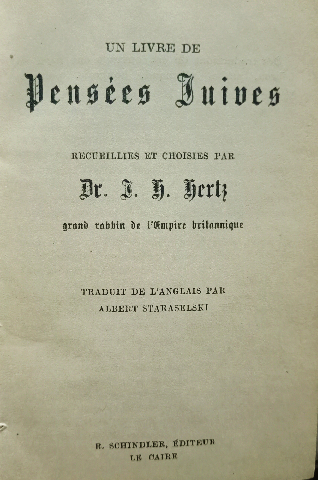 UN LIVRE DE
Pensées Juives
RECUEILLIES ET CHOISIES PAR
Dr. J. H. Hertz
grand rabbin de l'Empire britannique
TRADUIT DE L'ANGLAIS PAR
ALBERT STARASELSKI
R. SCHINDLER, ÉDITEUR
LE CAIRE